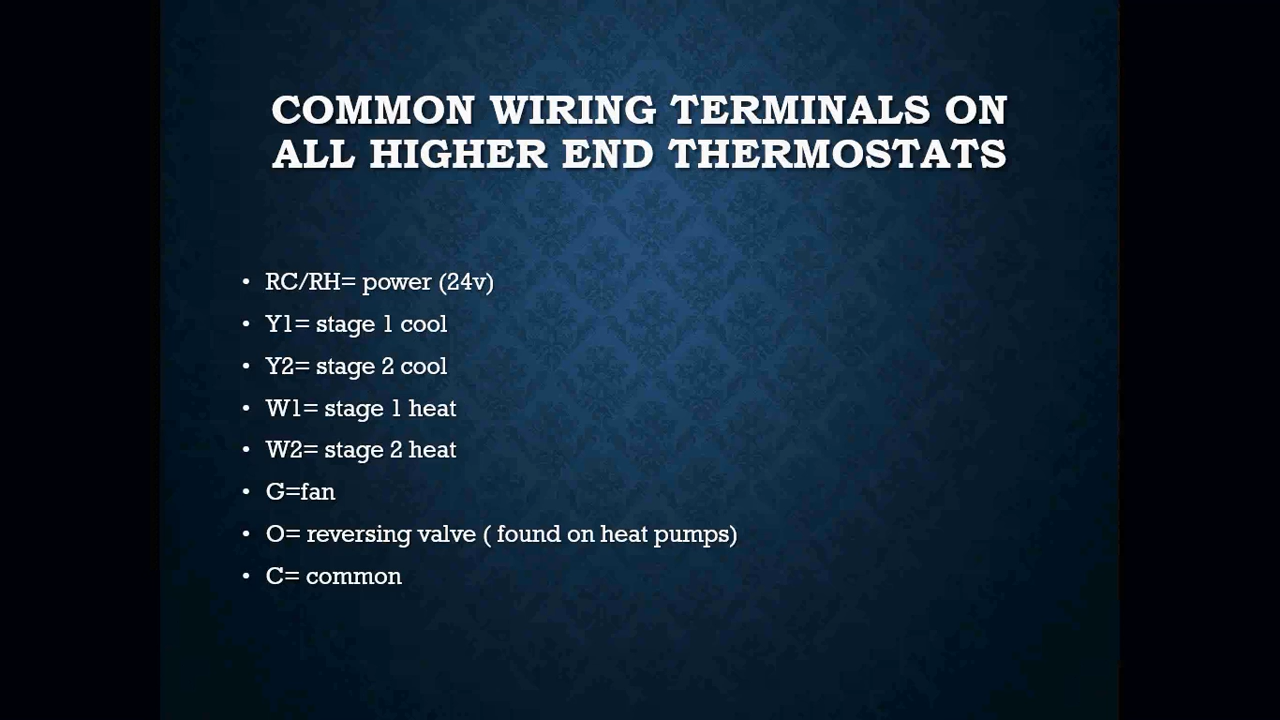 COMMON WIRING TERMINALS ON
ALL HIGHER END THERMOSTATS
• RC/RH= power (24v)
• Y1= stage 1 cool
• Y2= stage 2 cool
• W1= stage 1 heat
• W2= stage 2 heat
• G=fan
• O= reversing valve ( found on heat pumps)
• C= common